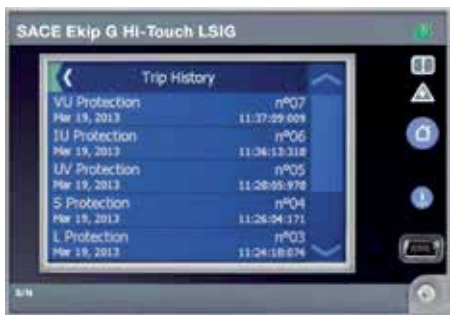 SACE Ekip G Hi-Touch LSIG
Trip History
VU Protection nº07
Mar 19, 2013 11:37:09:009
IU Protection nº06
Mar 19, 2013 11:36:13:318
UV Protection nº05
Mar 19, 2013 11:28:05:978
S Protection nº04
Mar 19, 2013 11:26:04:171
L Protection nº03
Mar 19, 2013 11:24:18:074
S/N